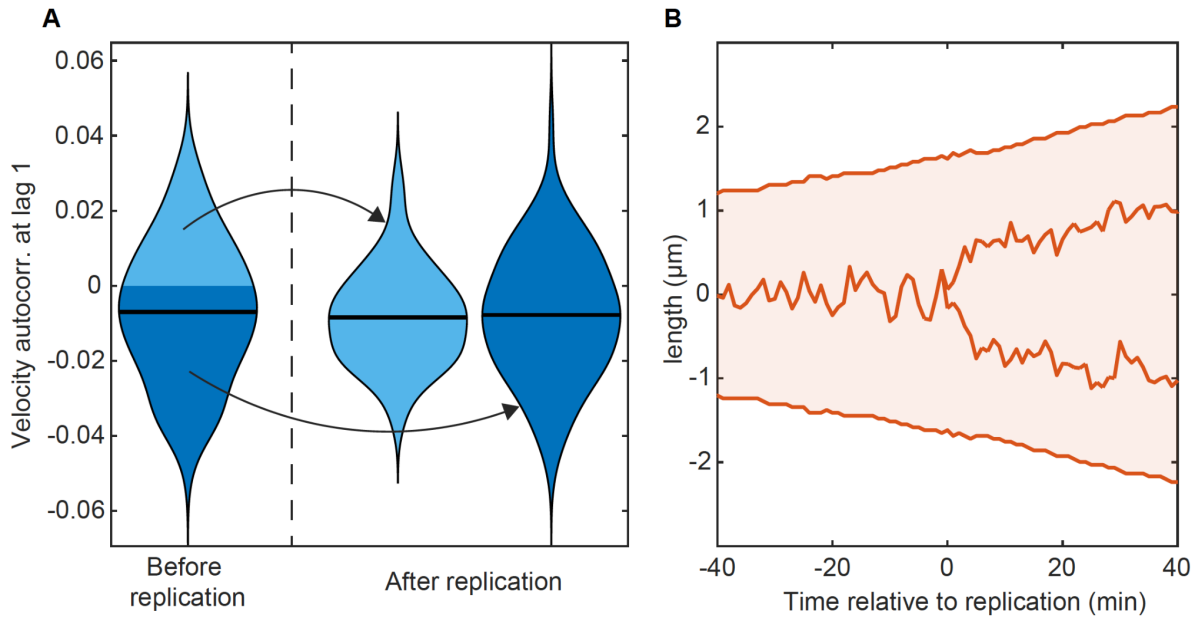 A
Velocity autocorr. at lag 1
0.06
0.04
0.02
0
-0.02
-0.04
-0.06
Before
replication
After replication
B
length (µm)
2
1
0
-1
-2
-40
-20
0
20
40
Time relative to replication (min)